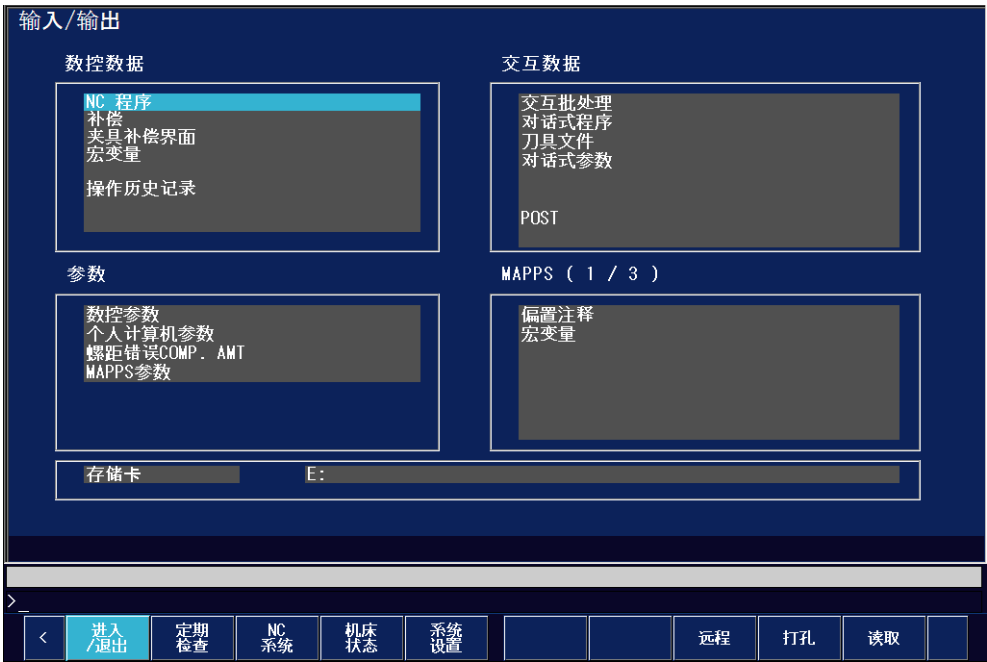 输入/输出
数控数据
NC 程序
补偿
夹具补偿界面
宏变量
操作历史记录
交互数据
交互批处理
对话式程序
刀具文件
对话式参数
POST
参数
数控参数
个人计算机参数
螺距错误COMP. AMT
MAPPS参数
MAPPS ( 1 / 3 )
偏置注释
宏变量
存储卡 E:
>_
< 进入 定期 NC 机床 系统 远程 打孔 读取
/退出 检查 系统 状态 设置